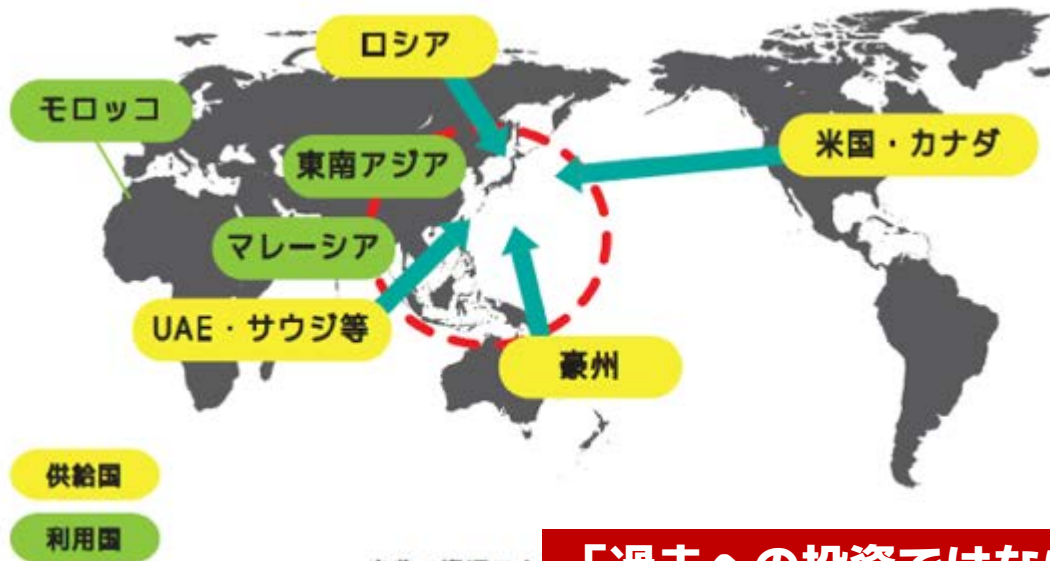 ロシア
モロッコ
米国・カナダ
東南アジア
マレーシア
UAE・サウジ等
豪州
供給国
利用国